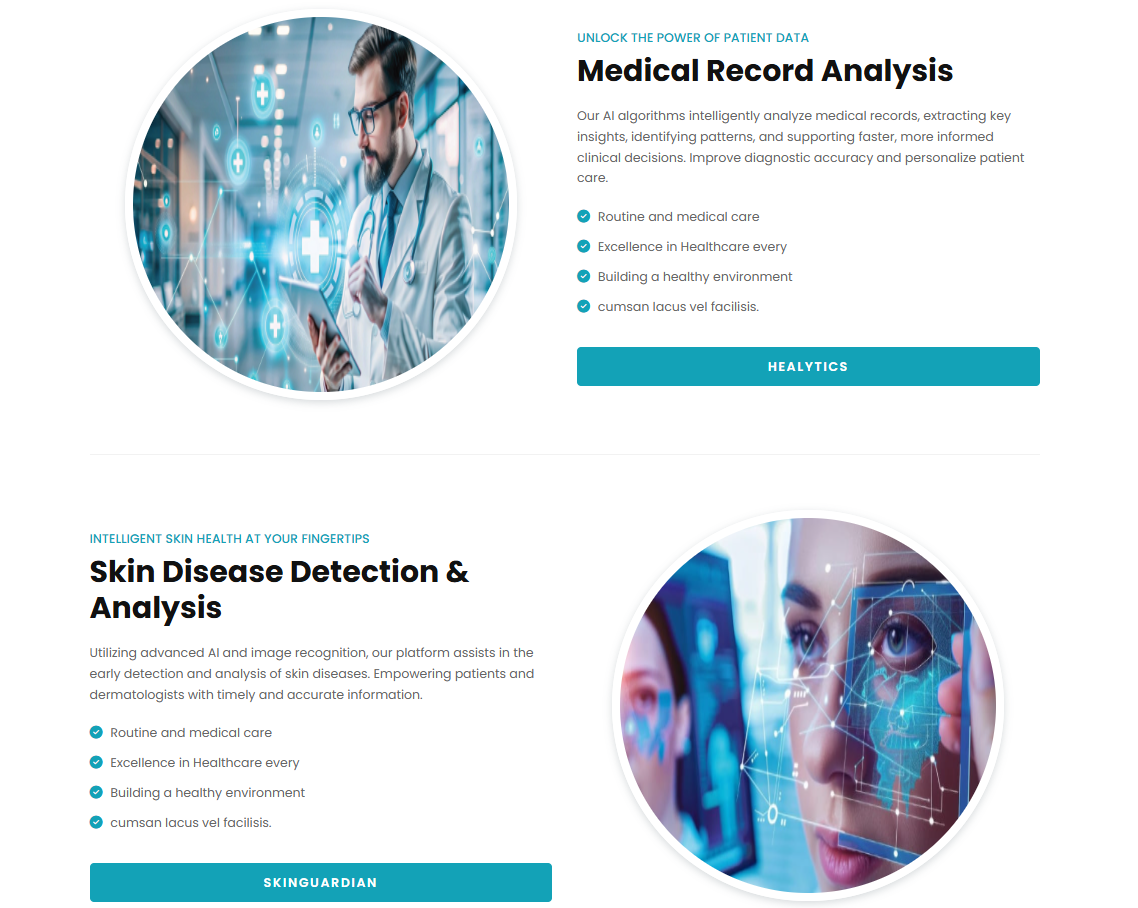 UNLOCK THE POWER OF PATIENT DATA
Medical Record Analysis
Our AI algorithms intelligently analyze medical records, extracting key
insights, identifying patterns, and supporting faster, more informed
clinical decisions. Improve diagnostic accuracy and personalize patient
care.
Routine and medical care
Excellence in Healthcare every
Building a healthy environment
cumsan lacus vel facilisis.
HEALYTICS
INTELLIGENT SKIN HEALTH AT YOUR FINGERTIPS
Skin Disease Detection &
Analysis
Utilizing advanced AI and image recognition, our platform assists in the
early detection and analysis of skin diseases. Empowering patients and
dermatologists with timely and accurate information.
Routine and medical care
Excellence in Healthcare every
Building a healthy environment
cumsan lacus vel facilisis.
SKINGUARDIAN